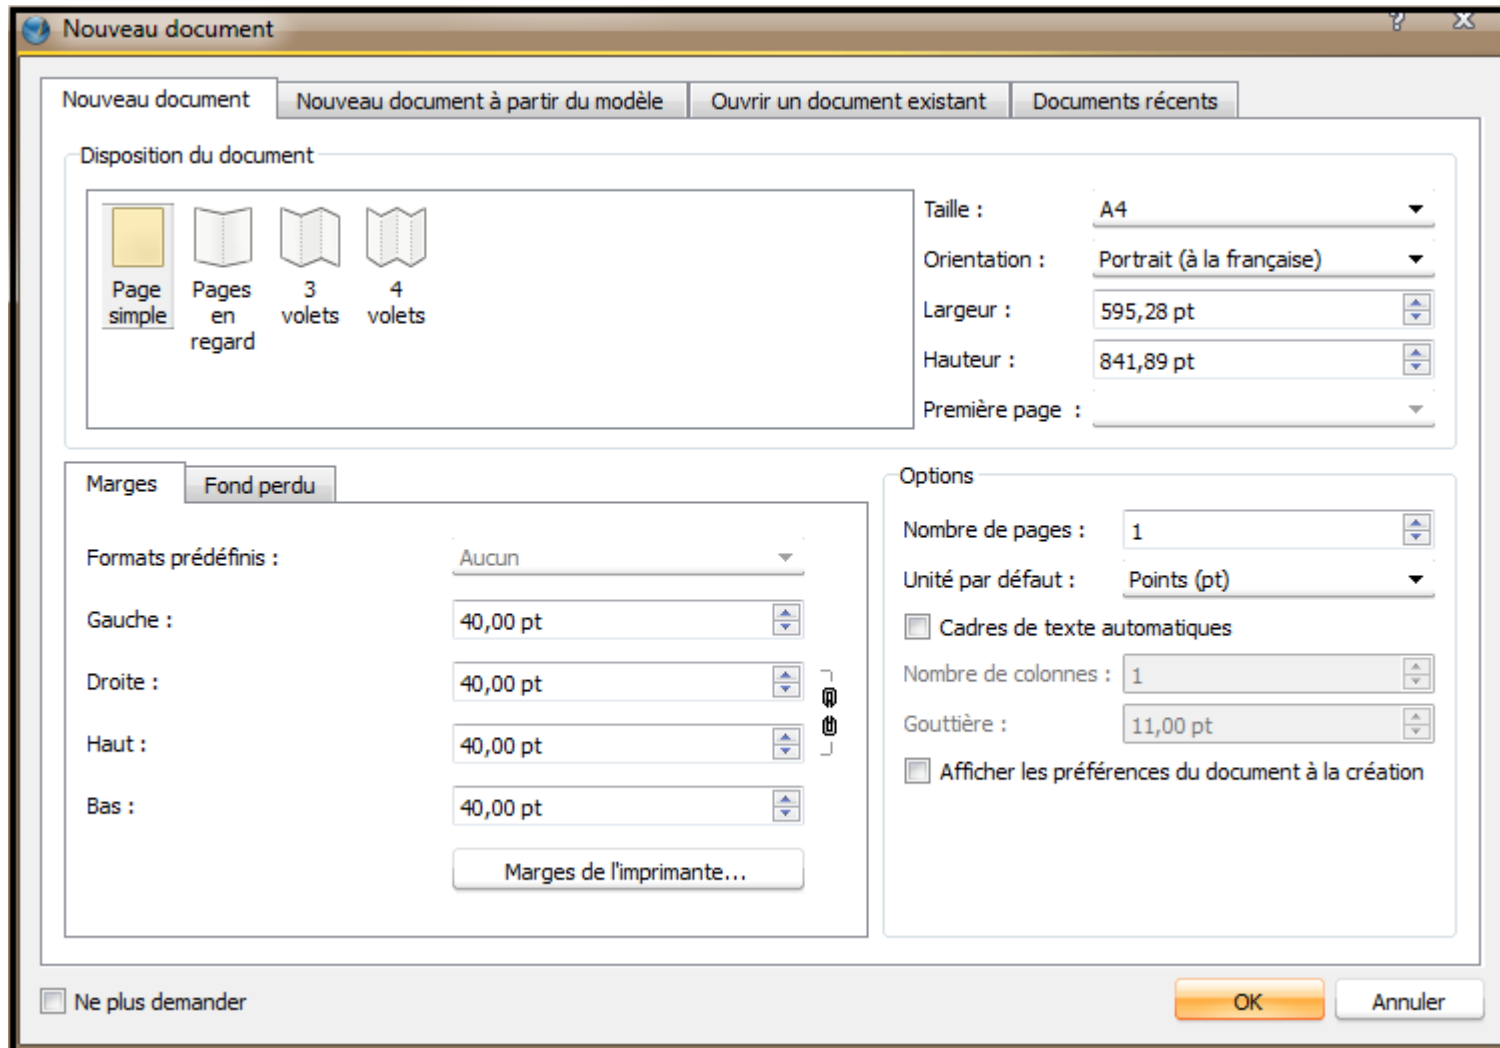 Nouveau document
Nouveau document
Nouveau document à partir du modèle
Ouvrir un document existant
Documents récents
Disposition du document
Page
simple
Pages
en
regard
3
volets
4
volets
Taille :
A4
Orientation :
Portrait (à la française)
Largeur :
595,28 pt
Hauteur :
841,89 pt
Première page :
Marges
Fond perdu
Formats prédéfinis :
Aucun
Gauche :
40,00 pt
Droite :
40,00 pt
Haut :
40,00 pt
Bas :
40,00 pt
Marges de l'imprimante...
Options
Nombre de pages :
1
Unité par défaut :
Points (pt)
Cadres de texte automatiques
Nombre de colonnes :
1
Gouttière :
11,00 pt
Afficher les préférences du document à la création
Ne plus demander
OK
Annuler